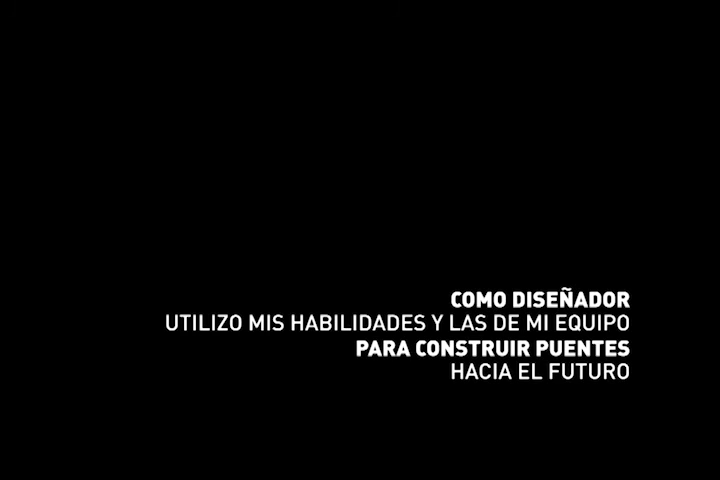 COMO DISEÑADOR
UTILIZO MIS HABILIDADES Y LAS DE MI EQUIPO
PARA CONSTRUIR PUENTES
HACIA EL FUTURO